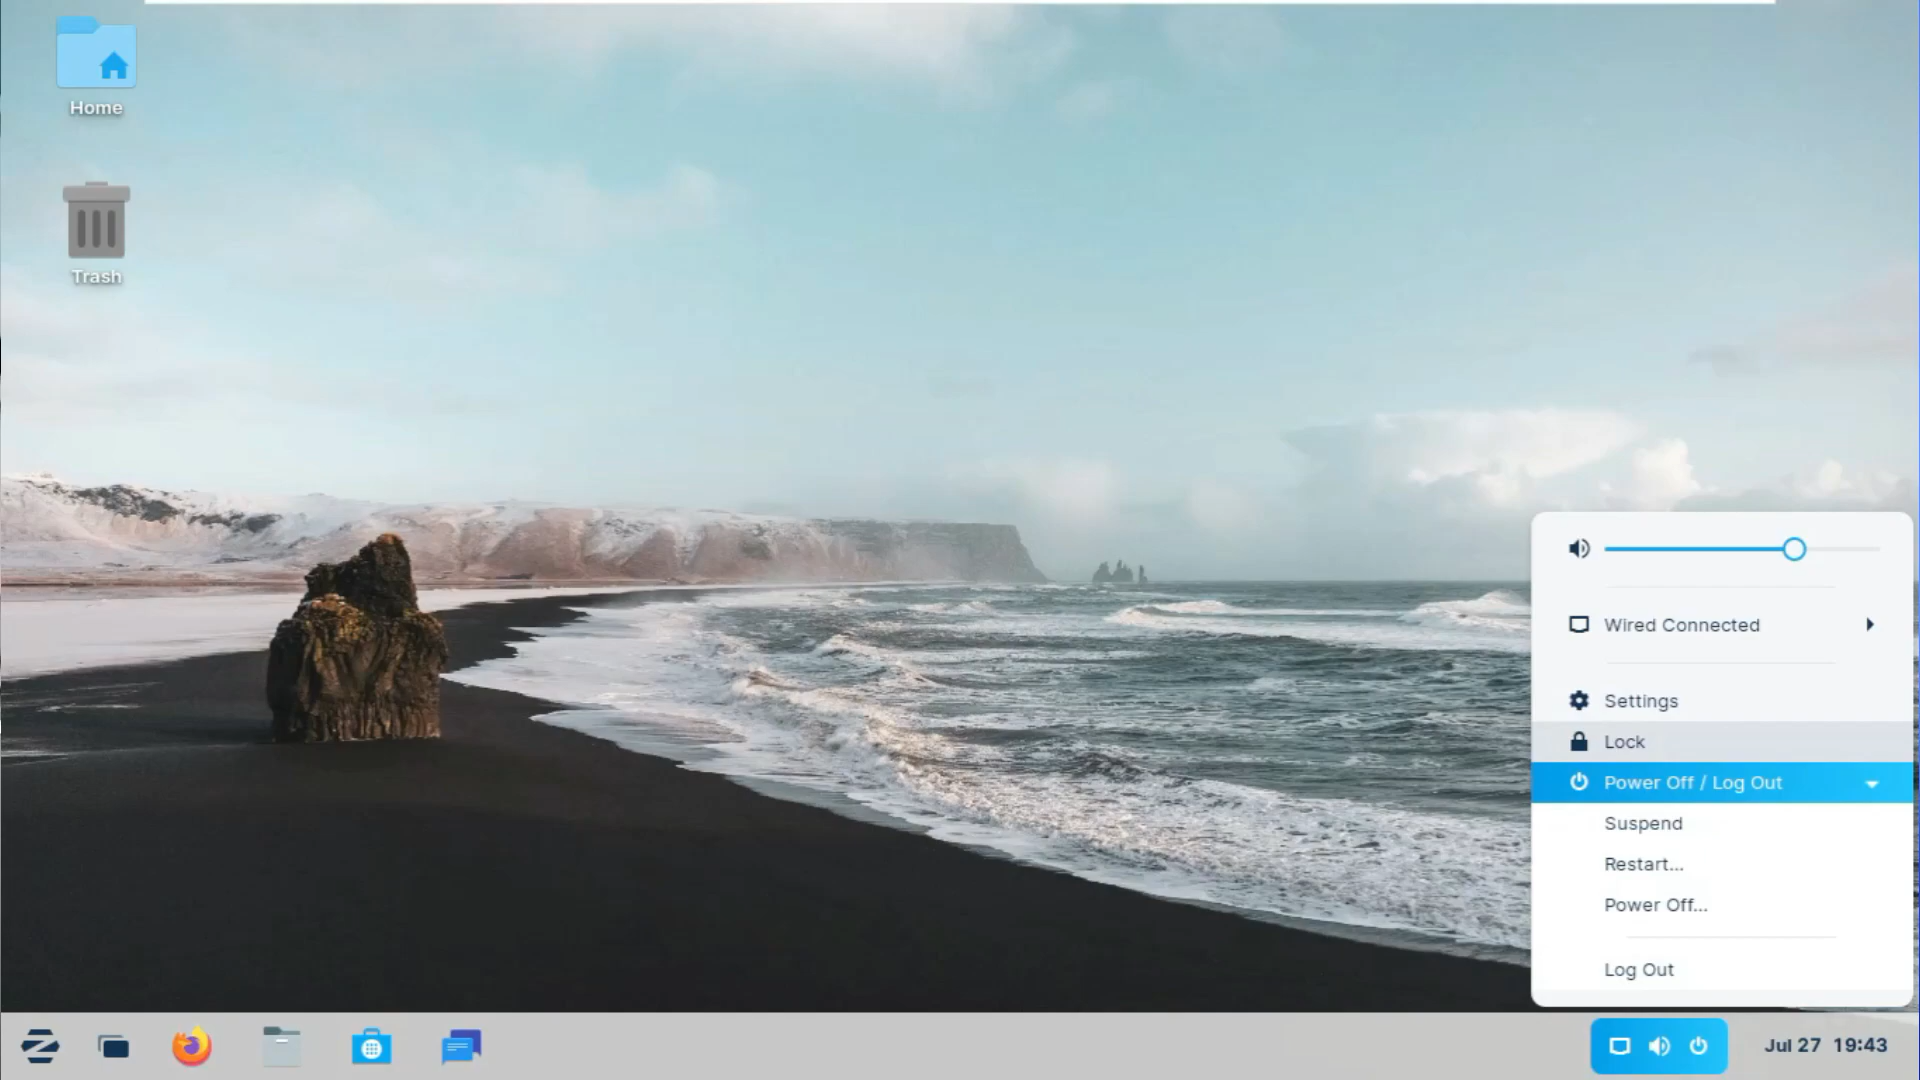 Home
Trash
Wired Connected
Settings
Lock
Power Off / Log Out
Suspend
Restart...
Power Off...
Log Out
Jul 27 19:43